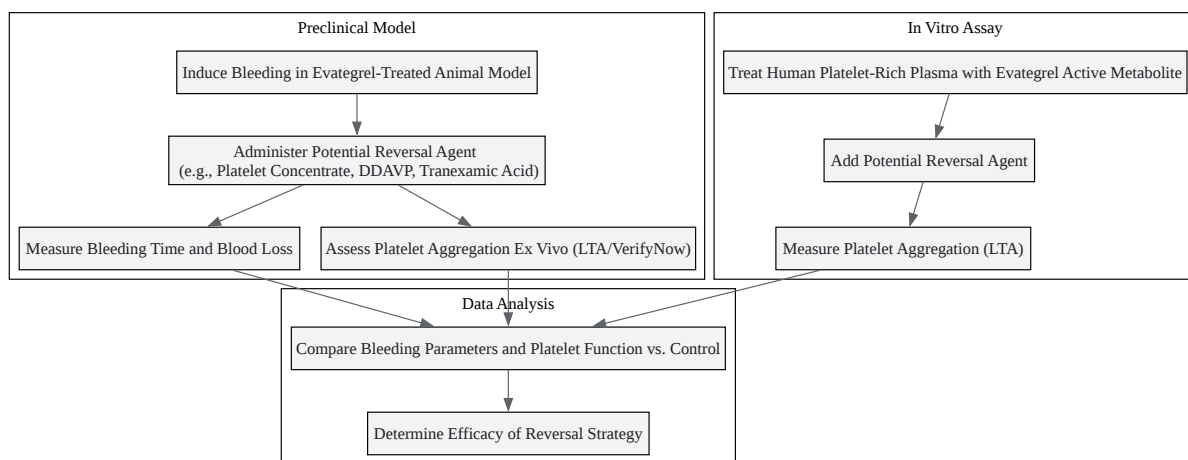 Preclinical Model
Induce Bleeding in Evategrel-Treated Animal Model
Administer Potential Reversal Agent
(e.g., Platelet Concentrate, DDAVP, Tranexamic Acid)
Measure Bleeding Time and Blood Loss
Assess Platelet Aggregation Ex Vivo (LTA/VerifyNow)
In Vitro Assay
Treat Human Platelet-Rich Plasma with Evategrel Active Metabolite
Add Potential Reversal Agent
Measure Platelet Aggregation (LTA)
Data Analysis
Compare Bleeding Parameters and Platelet Function vs. Control
Determine Efficacy of Reversal Strategy